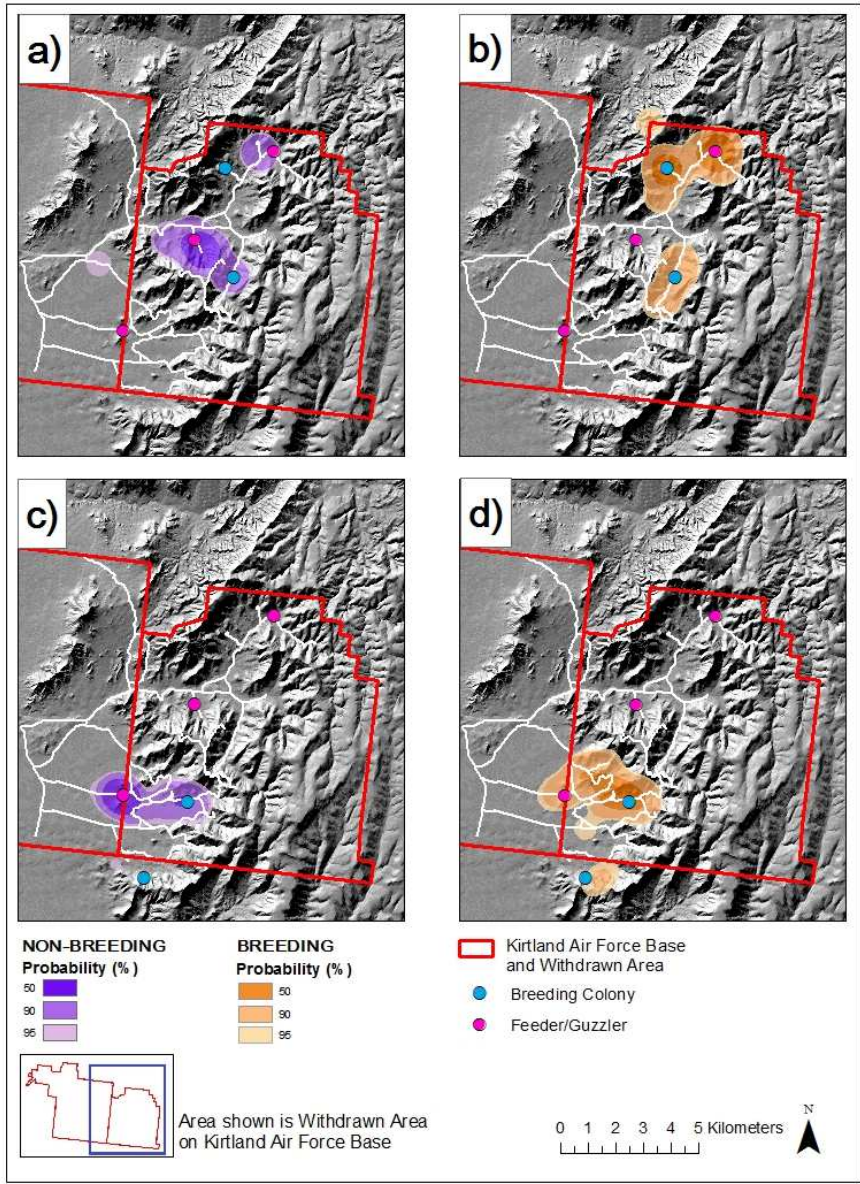 a)
b)
c)
d)
NON-BREEDING
Probability (%)
50
90
95
BREEDING
Probability (%)
50
90
95
Kirtland Air Force Base
and Withdrawn Area
Breeding Colony
Feeder/Guzzler
Area shown is Withdrawn Area
on Kirtland Air Force Base
0 1 2 3 4 5 Kilometers
N